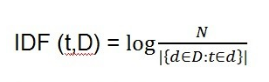 IDF (t,D) = log N / |{d∈D:t∈d}|